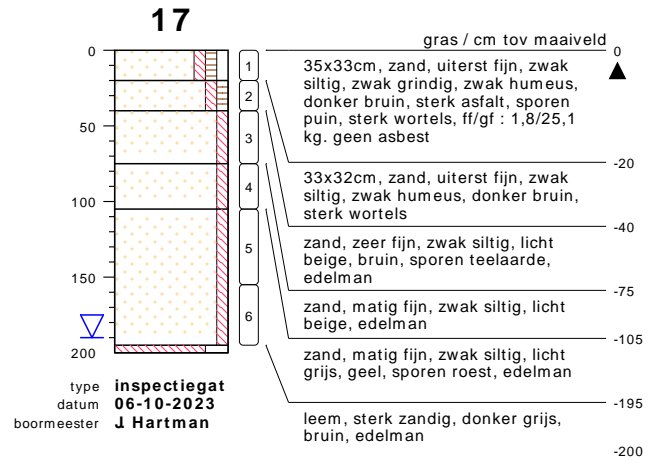 17
gras / cm tov maaiveld
0
0
1
35x33cm, zand, uiterst fijn, zwak
siltig, zwak grindig, zwak humeus,
donker bruin, sterk asfalt, sporen
puin, sterk wortels, ff/gf : 1,8/25,1
kg. geen asbest
-20
2
33x32cm, zand, uiterst fijn, zwak
siltig, zwak humeus, donker bruin,
sterk wortels
-40
50
3
zand, zeer fijn, zwak siltig, licht
beige, bruin, sporen teelaarde,
edelman
-75
4
zand, matig fijn, zwak siltig, licht
beige, edelman
-105
100
5
zand, matig fijn, zwak siltig, licht
grijs, geel, sporen roest, edelman
-195
150
6
leem, sterk zandig, donker grijs,
bruin, edelman
-200
200
type inspectiegat
datum 06-10-2023
boormeester J. Hartman